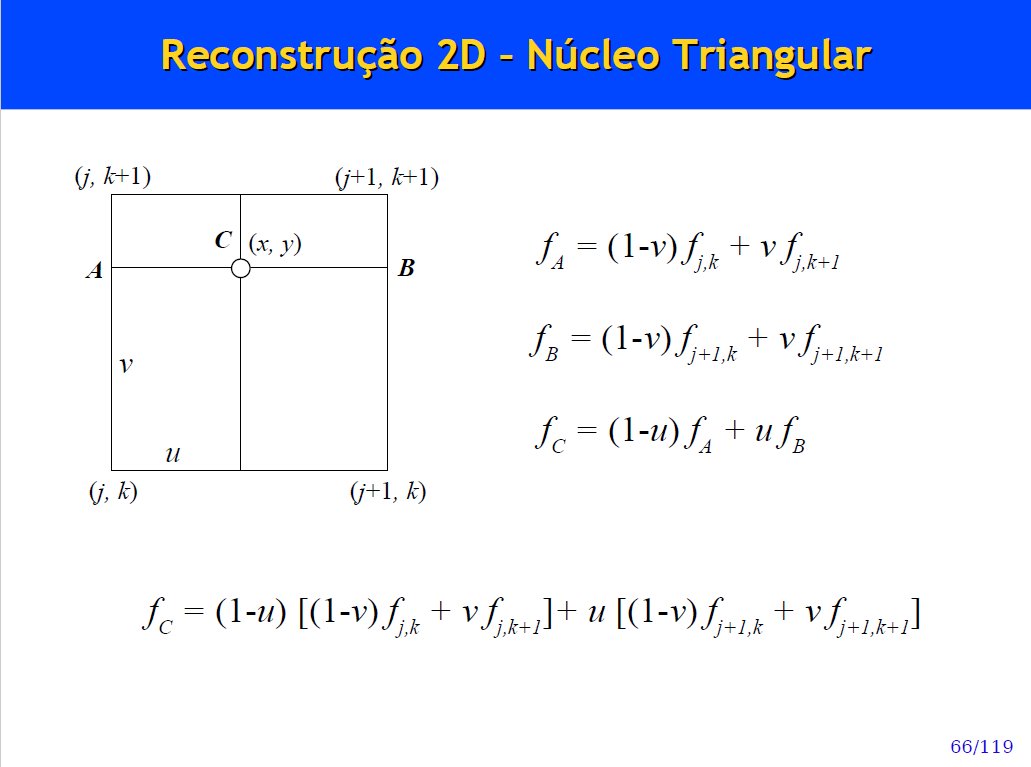 Reconstrução 2D – Núcleo Triangular
(j, k+1)
(j+1, k+1)
C (x, y)
A
B
v
u
(j, k)
(j+1, k)
f_A = (1-v) f_{j,k} + v f_{j,k+1}
f_B = (1-v) f_{j+1,k} + v f_{j+1,k+1}
f_C = (1-u) f_A + u f_B
f_C = (1-u) [(1-v) f_{j,k} + v f_{j,k+1}]+ u [(1-v) f_{j+1,k} + v f_{j+1,k+1}]
66/119